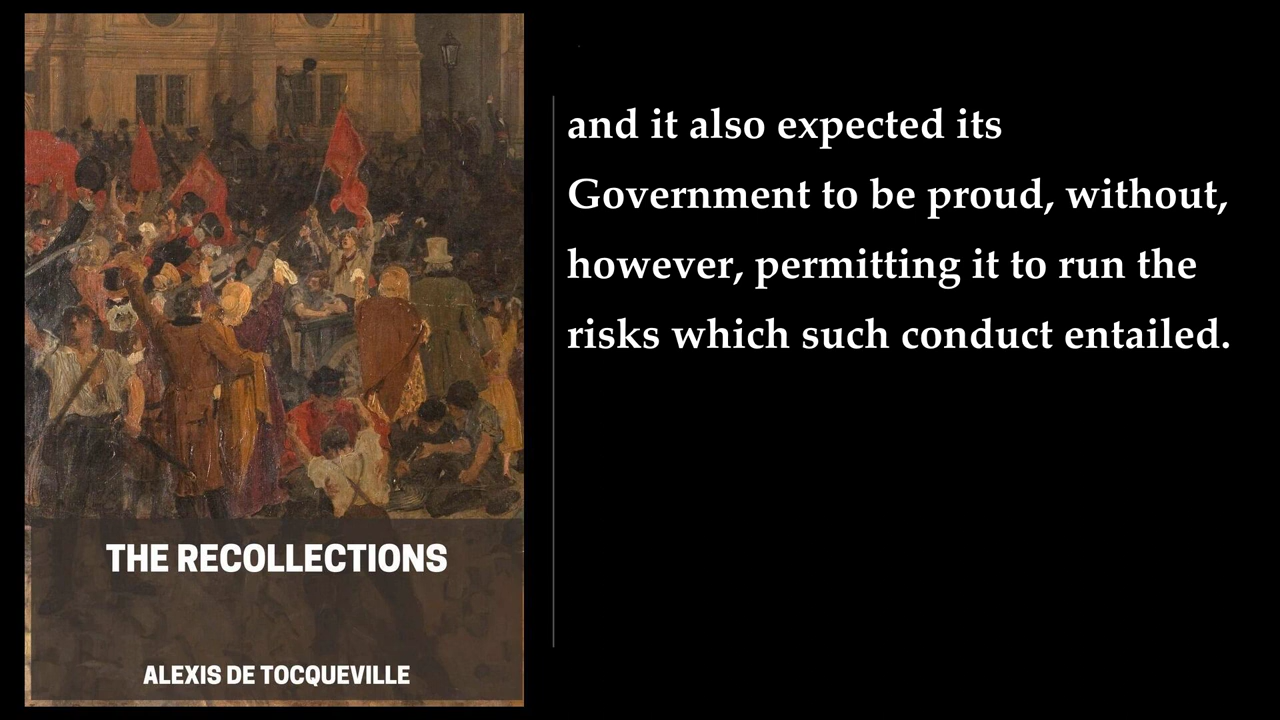 and it also expected its
Government to be proud, without,
however, permitting it to run the
risks which such conduct entailed.
THE RECOLLECTIONS
ALEXIS DE TOCQUEVILLE